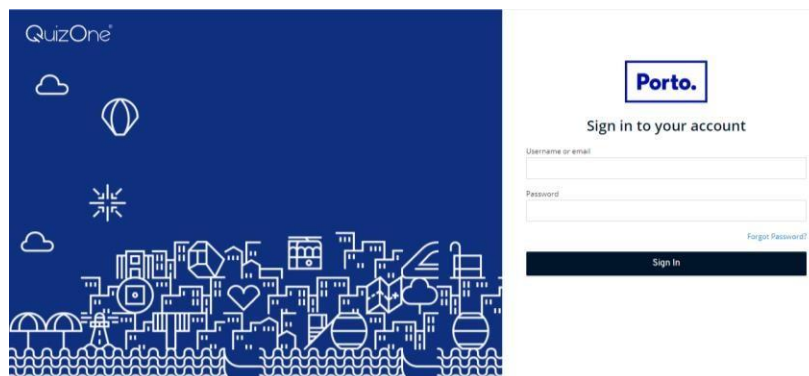 QuizOne®
Porto.
Sign in to your account
Username or email
Password
Forgot Password?
Sign In